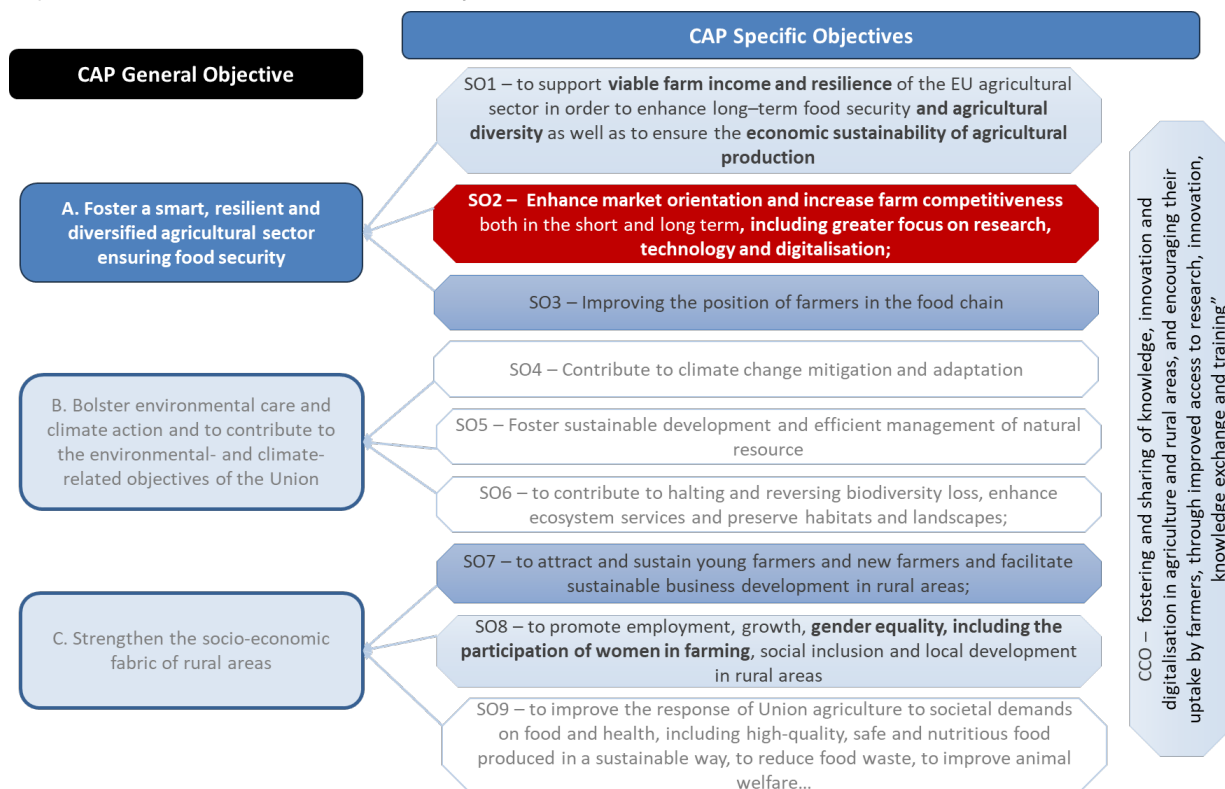 CAP General Objective
CAP Specific Objectives
A. Foster a smart, resilient and
diversified agricultural sector
ensuring food security
SO1 – to support viable farm income and resilience of the EU agricultural
sector in order to enhance long–term food security and agricultural
diversity as well as to ensure the economic sustainability of agricultural
production
SO2 – Enhance market orientation and increase farm competitiveness
both in the short and long term, including greater focus on research,
technology and digitalisation;
SO3 – Improving the position of farmers in the food chain
B. Bolster environmental care and
climate action and to contribute to
the environmental- and climate-
related objectives of the Union
SO4 – Contribute to climate change mitigation and adaptation
SO5 – Foster sustainable development and efficient management of natural
resource
SO6 – to contribute to halting and reversing biodiversity loss, enhance
ecosystem services and preserve habitats and landscapes;
C. Strengthen the socio-economic
fabric of rural areas
SO7 – to attract and sustain young farmers and new farmers and facilitate
sustainable business development in rural areas;
SO8 – to promote employment, growth, gender equality, including the
participation of women in farming, social inclusion and local development
in rural areas
SO9 – to improve the response of Union agriculture to societal demands
on food and health, including high-quality, safe and nutritious food
produced in a sustainable way, to reduce food waste, to improve animal
welfare…
CCO – fostering and sharing of knowledge, innovation and
digitalisation in agriculture and rural areas, and encouraging their
uptake by farmers, through improved access to research, innovation,
knowledge exchange and training”